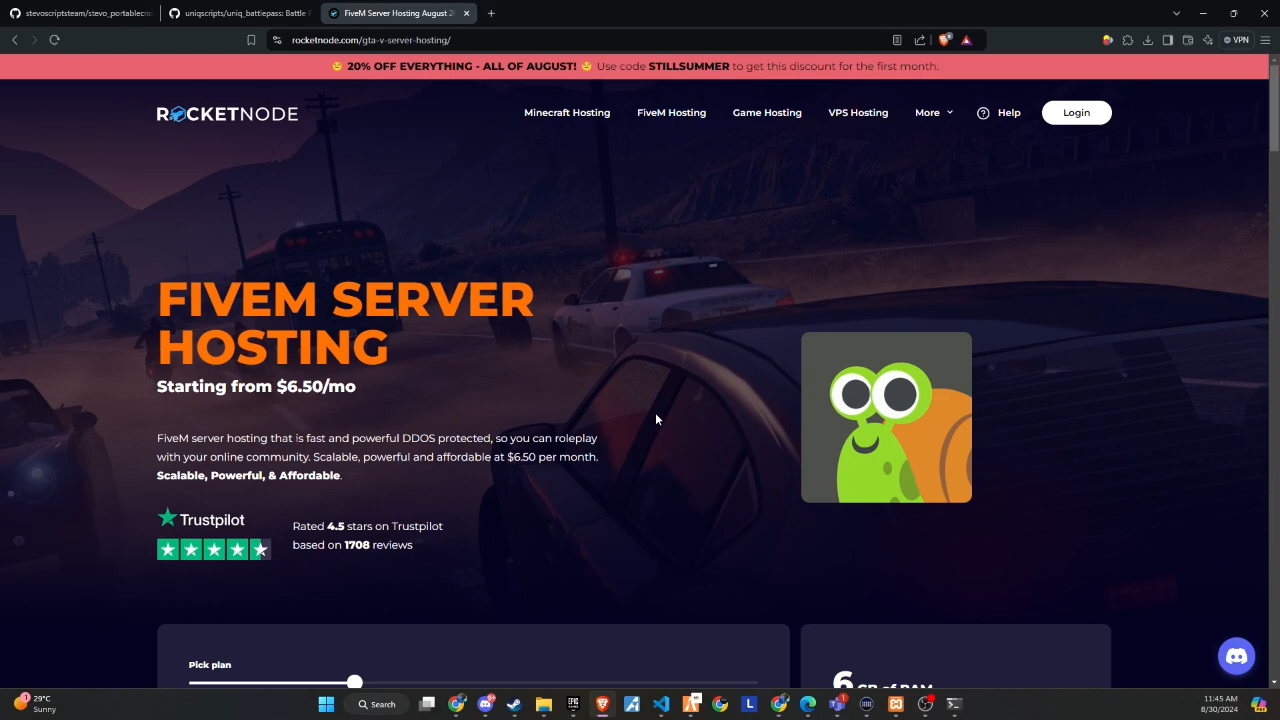 stevoscriptsteam/stevo_portablecra
uniqscripts/uniq_battlepass: Battle P
FiveM Server Hosting August 20
rocketnode.com/gta-v-server-hosting/
VPN
20% OFF EVERYTHING - ALL OF AUGUST! Use code STILLSUMMER to get this discount for the first month.
ROCKETNODE
Minecraft Hosting
FiveM Hosting
Game Hosting
VPS Hosting
More
Help
Login
FIVEM SERVER
HOSTING
Starting from $6.50/mo
FiveM server hosting that is fast and powerful DDOS protected, so you can roleplay
with your online community. Scalable, powerful and affordable at $6.50 per month.
Scalable, Powerful, & Affordable.
Trustpilot
Rated 4.5 stars on Trustpilot
based on 1708 reviews
Pick plan
6 GB of RAM
29°C
Sunny
Search
11:45 AM
8/30/2024